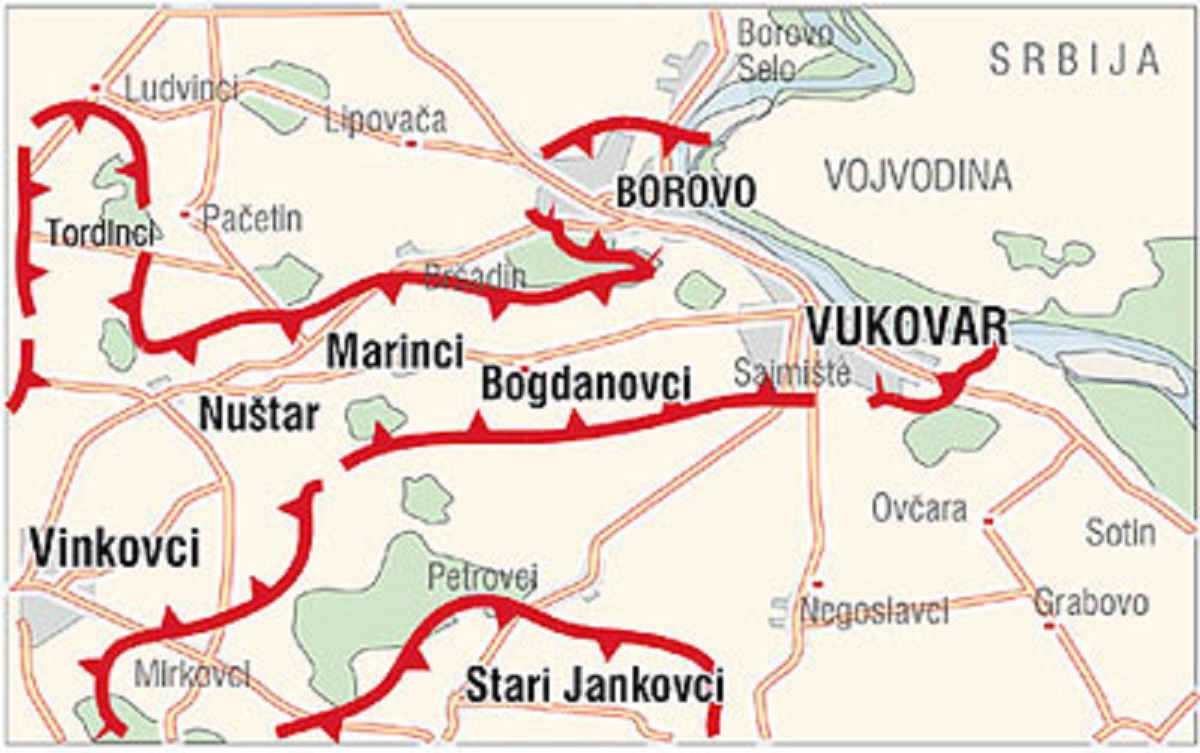 Borovo
Selo
SRBIJA
Ludvinci
Lipovača
VOJVODINA
BOROVO
Tordinci
Pačetin
Brčadin
VUKOVAR
Marinci
Bogdanovci
Sajmište
Nuštar
Ovčara
Sotin
Vinkovci
Petrovci
Negoslavci
Grabovo
Mirkovci
Stari Jankovci